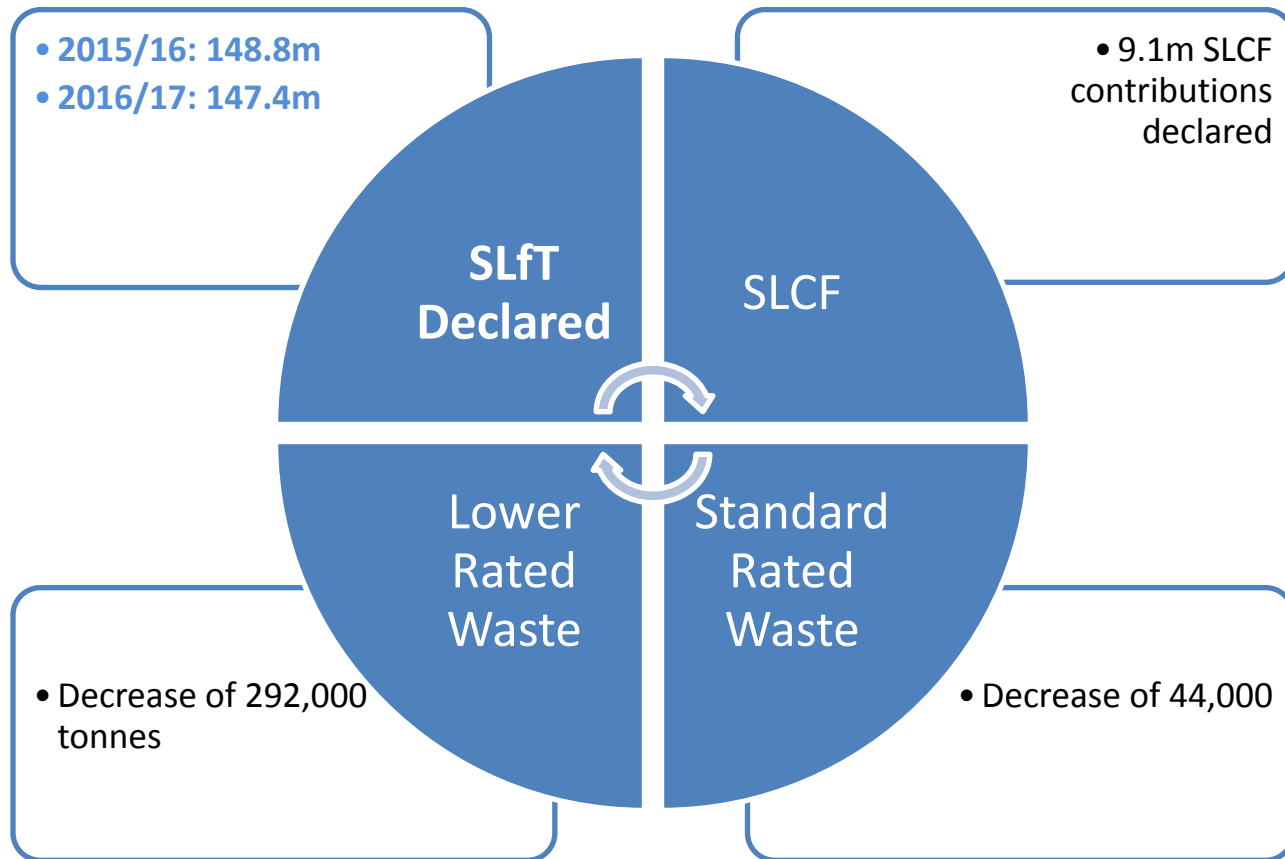 • 2015/16: 148.8m
• 2016/17: 147.4m
• 9.1m SLCF
contributions
declared
SLfT
Declared
SLCF
Lower
Rated
Waste
Standard
Rated
Waste
• Decrease of 292,000
tonnes
• Decrease of 44,000